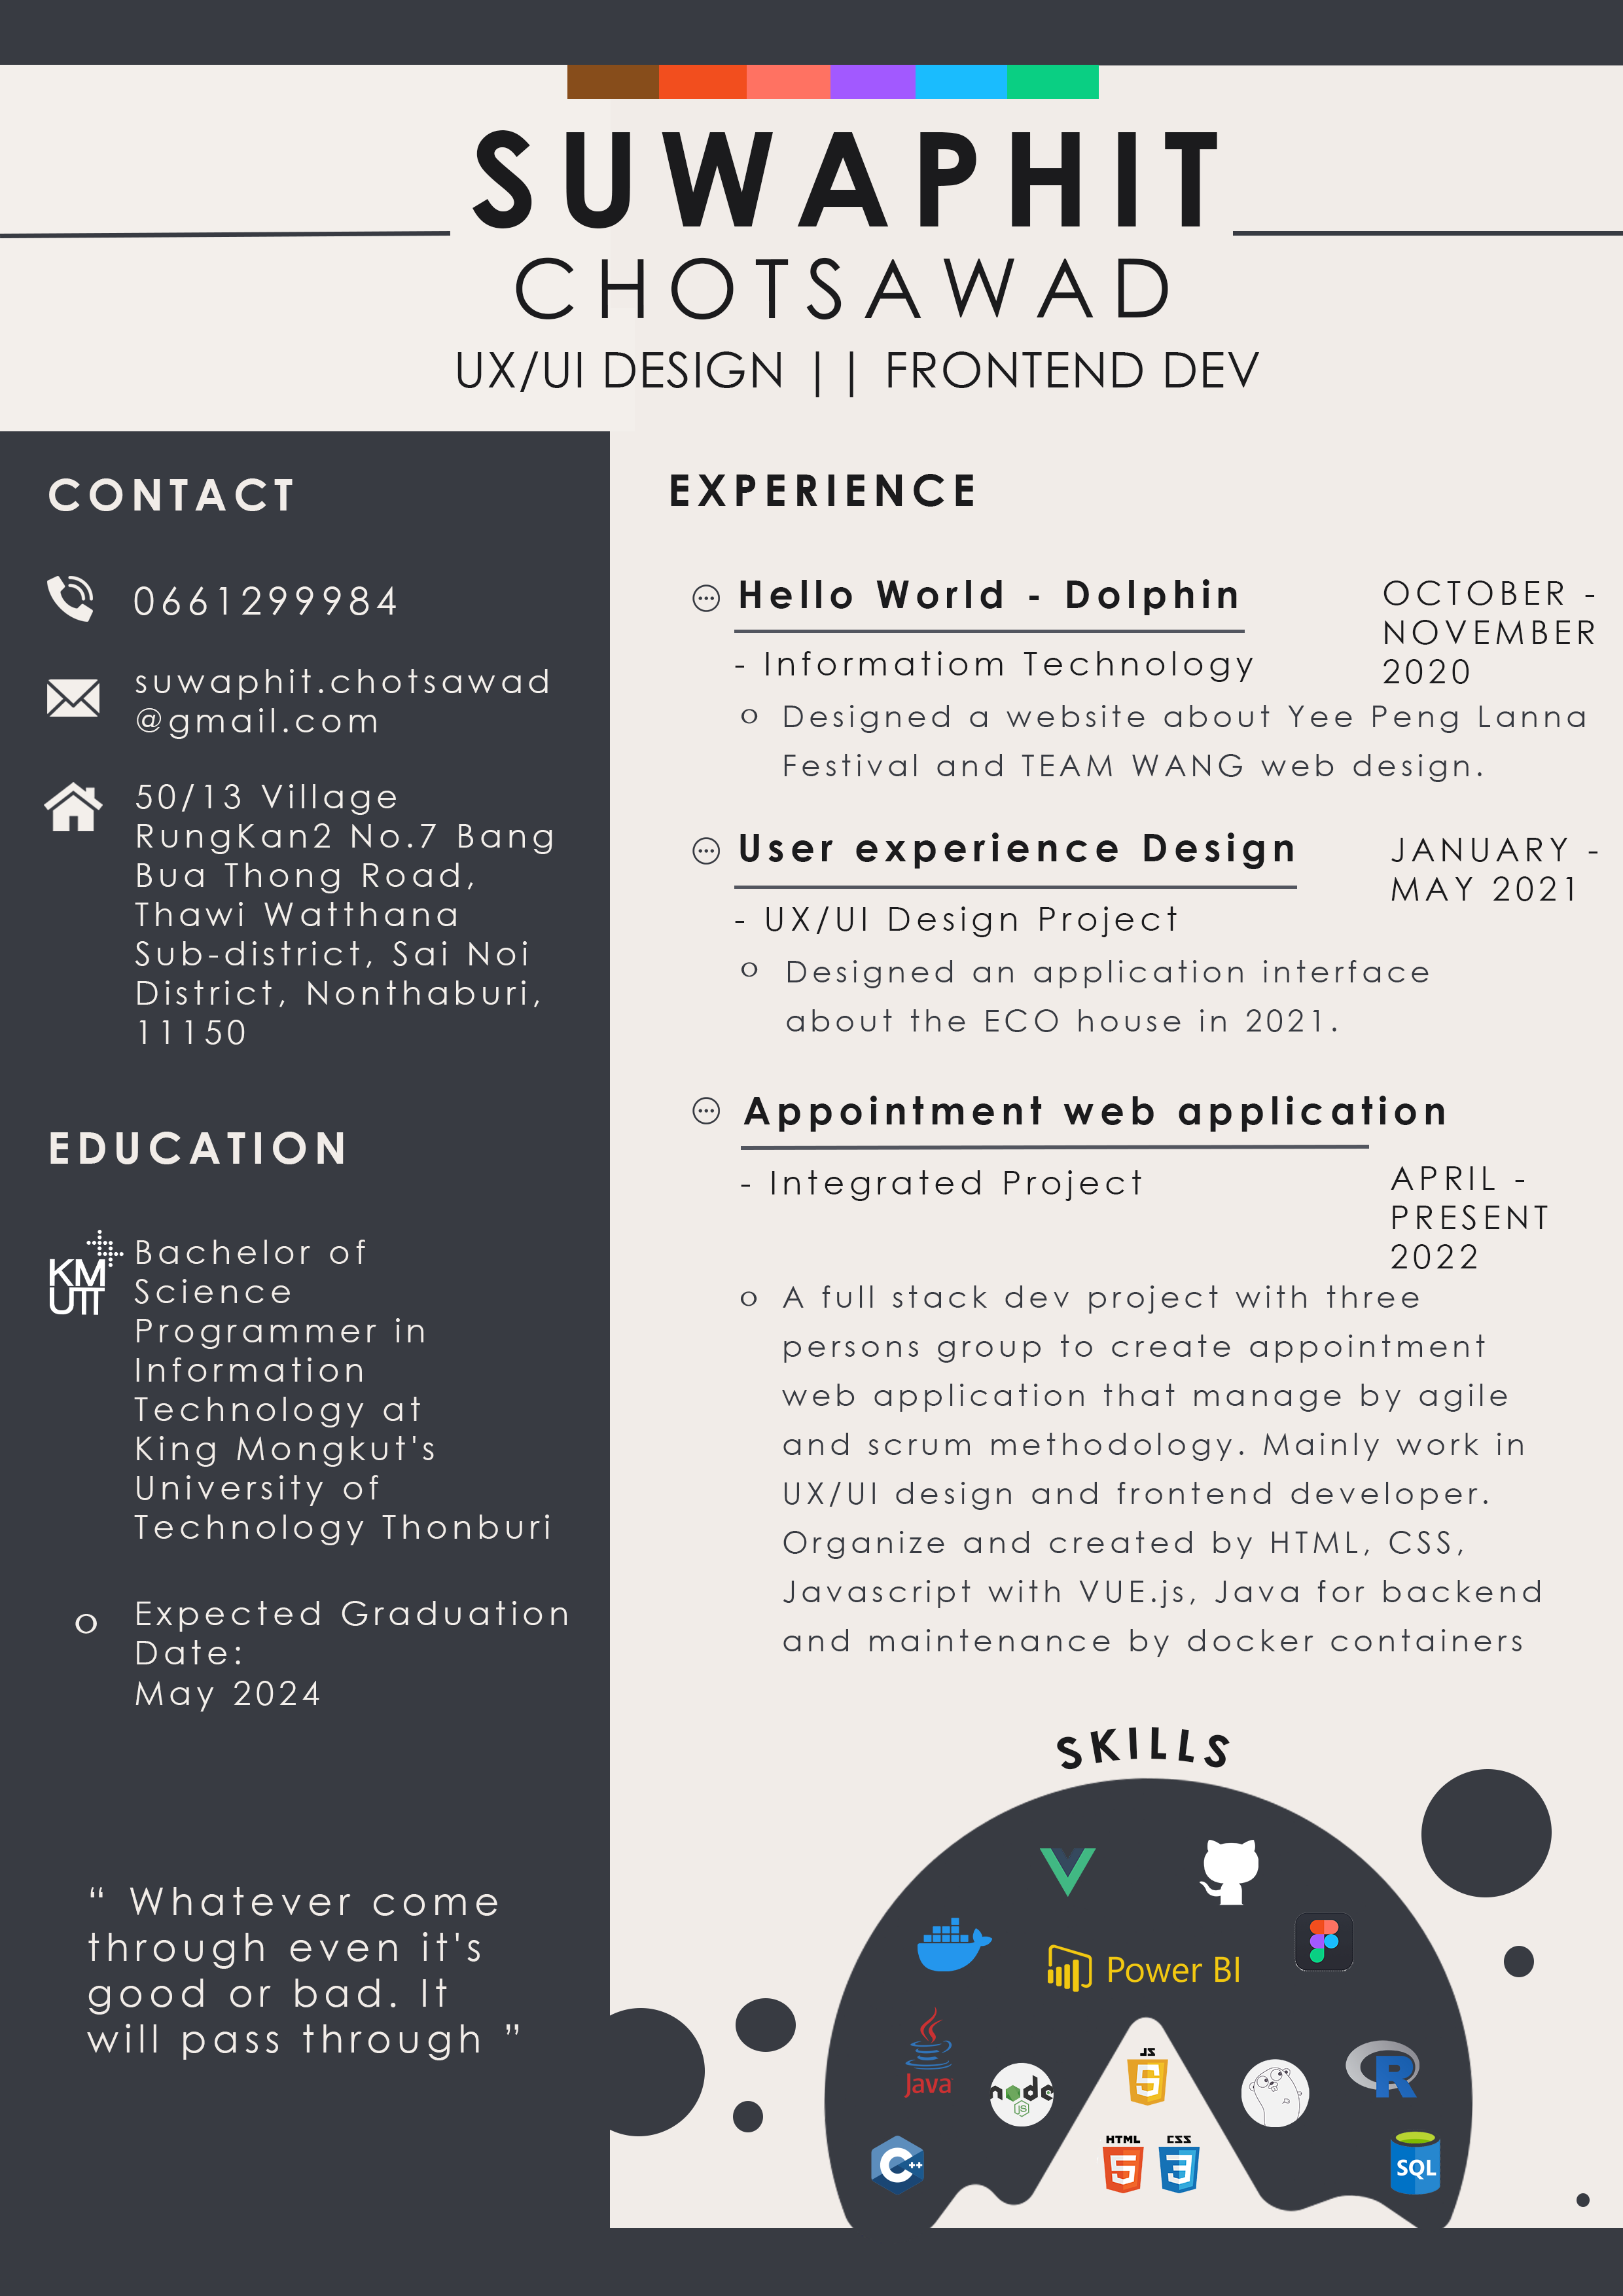 SUWAPHIT
CHOTSAWAD
UX/UI DESIGN || FRONTEND DEV
CONTACT
0661299984
suwaphit.chotsawad
@gmail.com
50/13 Village
RungKan2 No.7 Bang
Bua Thong Road,
Thawi Watthana
Sub-district, Sai Noi
District, Nonthaburi,
11150
EDUCATION
KM
UTT
Bachelor of
Science
Programmer in
Information
Technology at
King Mongkut's
University of
Technology Thonburi
o Expected Graduation
Date:
May 2024
“ Whatever come
through even it's
good or bad. It
will pass through ”
EXPERIENCE
Hello World - Dolphin
OCTOBER -
NOVEMBER
2020
- Informatiom Technology
o Designed a website about Yee Peng Lanna
Festival and TEAM WANG web design.
User experience Design
JANUARY -
MAY 2021
- UX/UI Design Project
o Designed an application interface
about the ECO house in 2021.
Appointment web application
- Integrated Project
APRIL -
PRESENT
2022
o A full stack dev project with three
persons group to create appointment
web application that manage by agile
and scrum methodology. Mainly work in
UX/UI design and frontend developer.
Organize and created by HTML, CSS,
Javascript with VUE.js, Java for backend
and maintenance by docker containers
SKILLS
Power BI
Java
node
JS
JS
5
R
C++
HTML
5
CSS
3
SQL